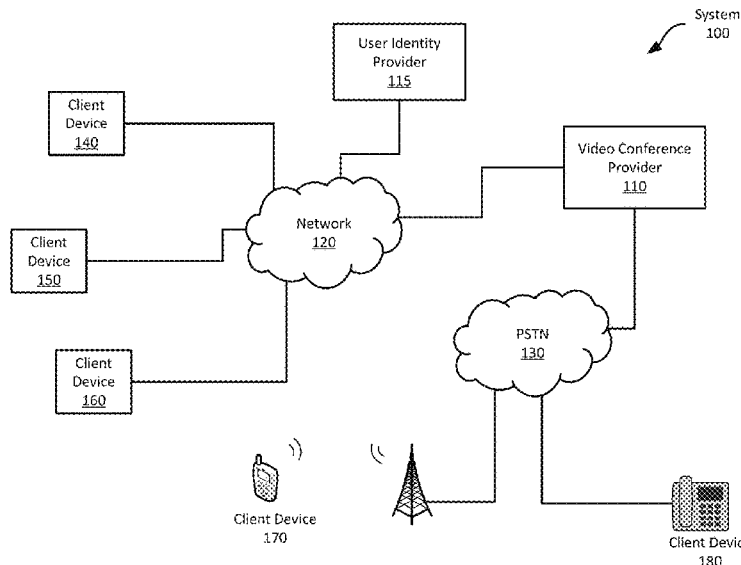 System
100
User Identity
Provider
115
Client
Device
140
Video Conference
Provider
110
Network
120
Client
Device
150
PSTN
130
Client
Device
160
Client Device
170
Client Devic
180